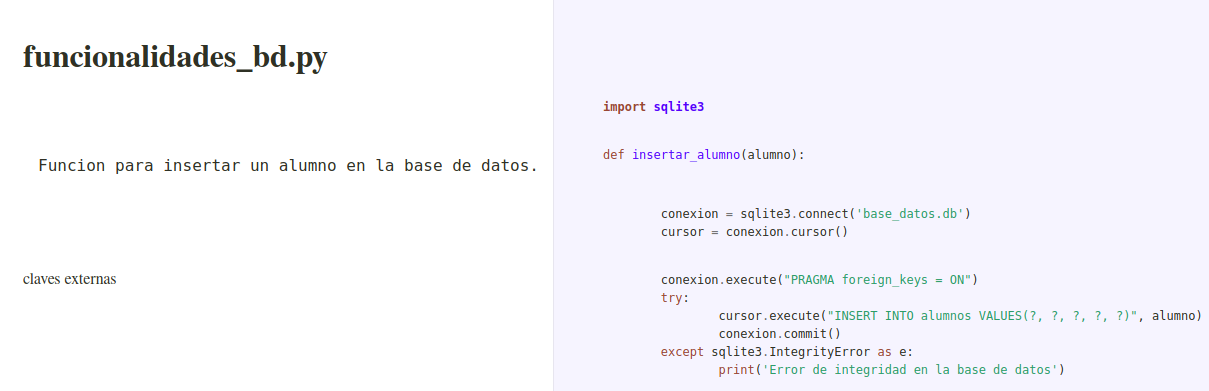 funcionalidades_bd.py
import sqlite3
def insertar_alumno(alumno):
Funcion para insertar un alumno en la base de datos.
conexion = sqlite3.connect('base_datos.db')
cursor = conexion.cursor()
claves externas
conexion.execute("PRAGMA foreign_keys = ON")
try:
cursor.execute("INSERT INTO alumnos VALUES(?, ?, ?, ?, ?)", alumno)
conexion.commit()
except sqlite3.IntegrityError as e:
print('Error de integridad en la base de datos')